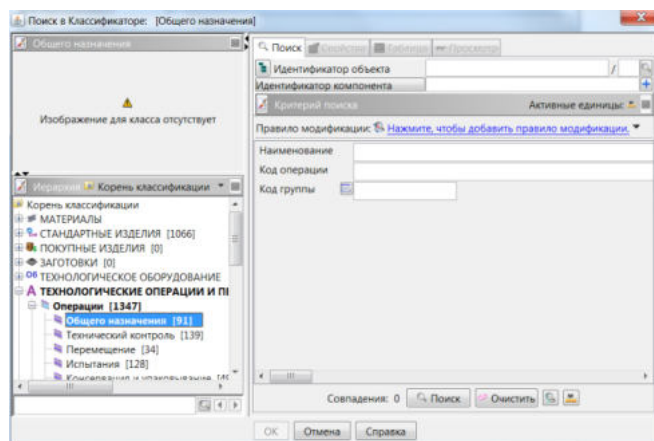 Поиск в Классификаторе: [Общего назначения]
Общего назначения
Изображение для класса отсутствует
Иерархия Корень классификации
Корень классификации
МАТЕРИАЛЫ
СТАНДАРТНЫЕ ИЗДЕЛИЯ [1066]
ПОКУПНЫЕ ИЗДЕЛИЯ [0]
ЗАГОТОВКИ [0]
ТЕХНОЛОГИЧЕСКОЕ ОБОРУДОВАНИЕ
ТЕХНОЛОГИЧЕСКИЕ ОПЕРАЦИИ И
Операции [1347]
Общего назначения [91]
Технический контроль [139]
Перемещение [34]
Испытания [128]
Консервация и упаковывание
Поиск Свойства Таблица Просмотр
Идентификатор объекта /
Идентификатор компонента
Критерий поиска Активные единицы:
Правило модификации: Нажмите, чтобы добавить правило модификации.
Наименование
Код операции
Код группы
Совпадения: 0 Поиск Очистить
ОК Отмена Справка